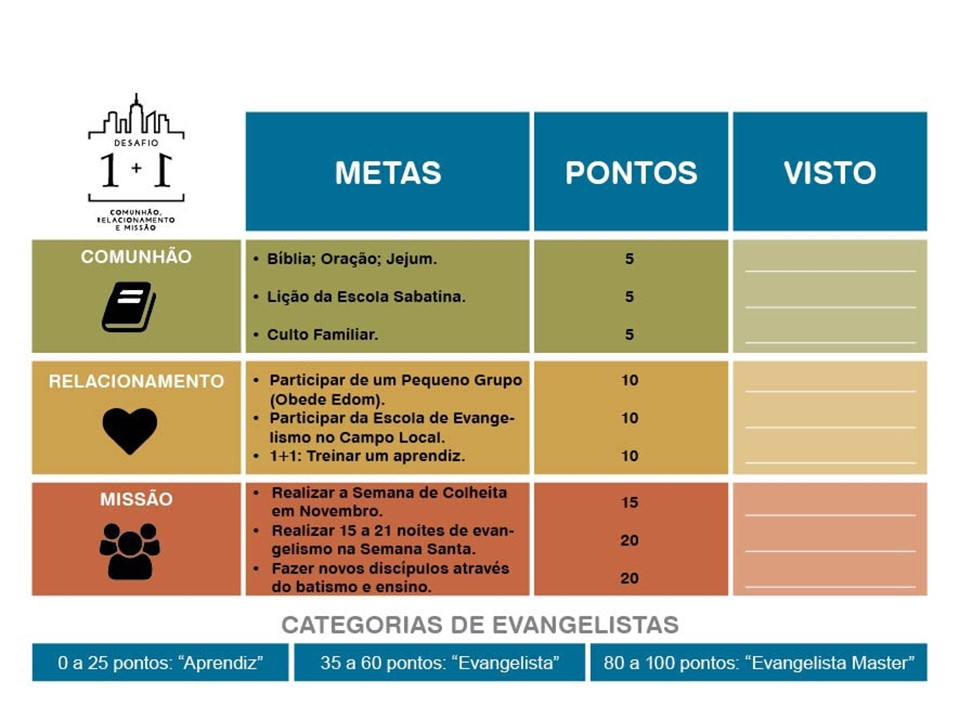 DESAFIO
1+1
COMUNHÃO,
RELACIONAMENTO
E MISSÃO
METAS
PONTOS
VISTO
COMUNHÃO
• Bíblia; Oração; Jejum.
5
• Lição da Escola Sabatina.
5
• Culto Familiar.
5
RELACIONAMENTO
• Participar de um Pequeno Grupo
(Obede Edom).
10
• Participar da Escola de Evange-
lismo no Campo Local.
10
• 1+1: Treinar um aprendiz.
10
MISSÃO
• Realizar a Semana de Colheita
em Novembro.
15
• Realizar 15 a 21 noites de evan-
gelismo na Semana Santa.
20
• Fazer novos discípulos através
do batismo e ensino.
20
CATEGORIAS DE EVANGELISTAS
0 a 25 pontos: “Aprendiz”
35 a 60 pontos: “Evangelista”
80 a 100 pontos: “Evangelista Master”